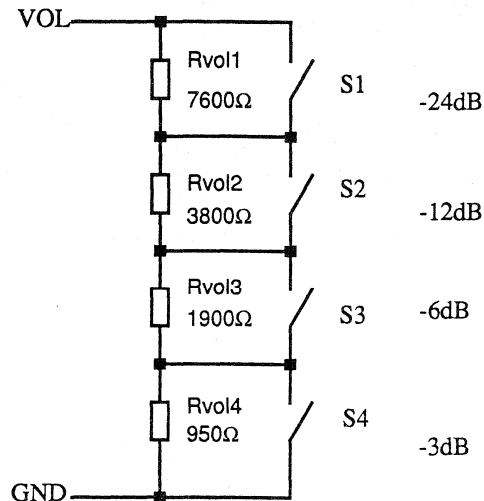 VOL
Rvol1
7600Ω
S1
-24dB
Rvol2
3800Ω
S2
-12dB
Rvol3
1900Ω
S3
-6dB
Rvol4
950Ω
S4
-3dB
GND